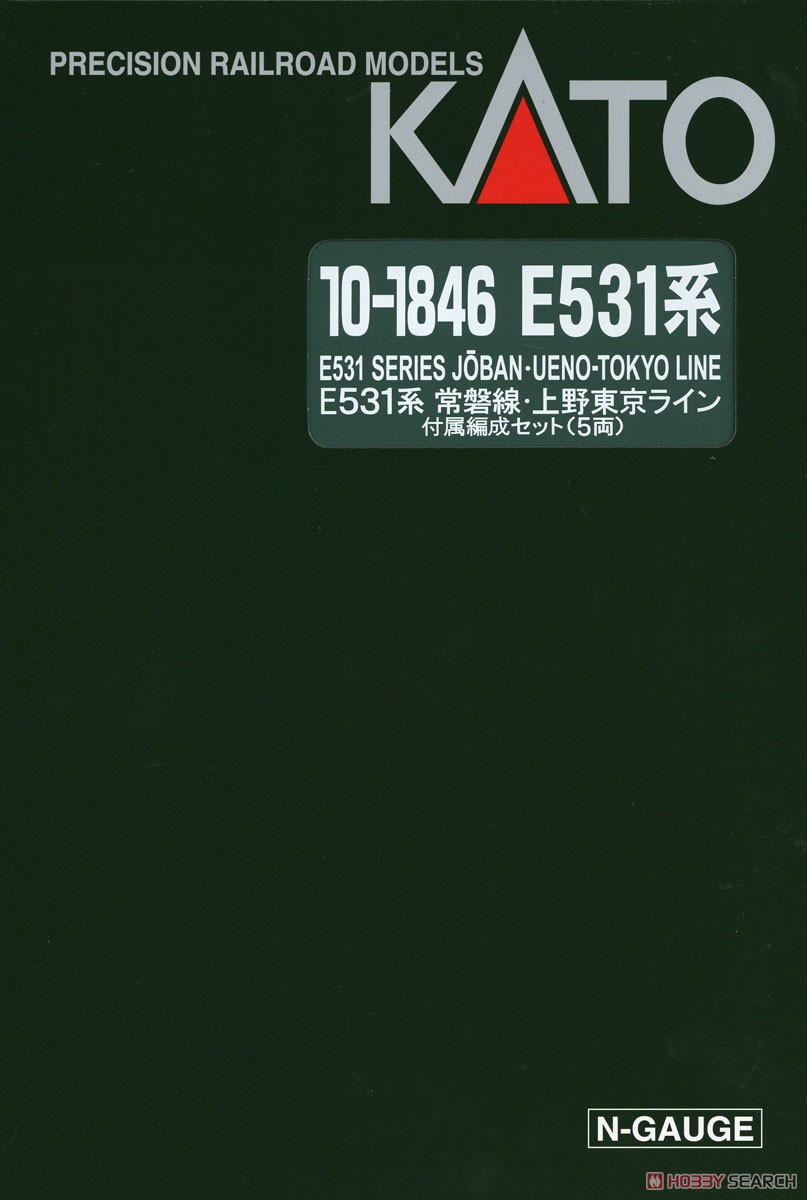 PRECISION RAILROAD MODELS
KATO
10-1846 E531系
E531 SERIES JŌBAN・UENO-TOKYO LINE
E531系 常磐線・上野東京ライン
付属編成セット(5両)
N-GAUGE
HOBBY SEARCH